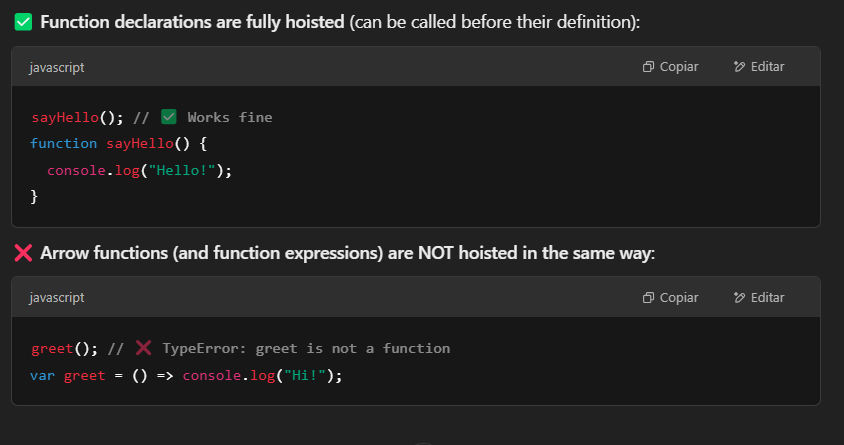 ✅ Function declarations are fully hoisted (can be called before their definition):
javascript Copiar Editar
sayHello(); // ✅ Works fine
function sayHello() {
  console.log("Hello!");
}
❌ Arrow functions (and function expressions) are NOT hoisted in the same way:
javascript Copiar Editar
greet(); // ❌ TypeError: greet is not a function
var greet = () => console.log("Hi!");